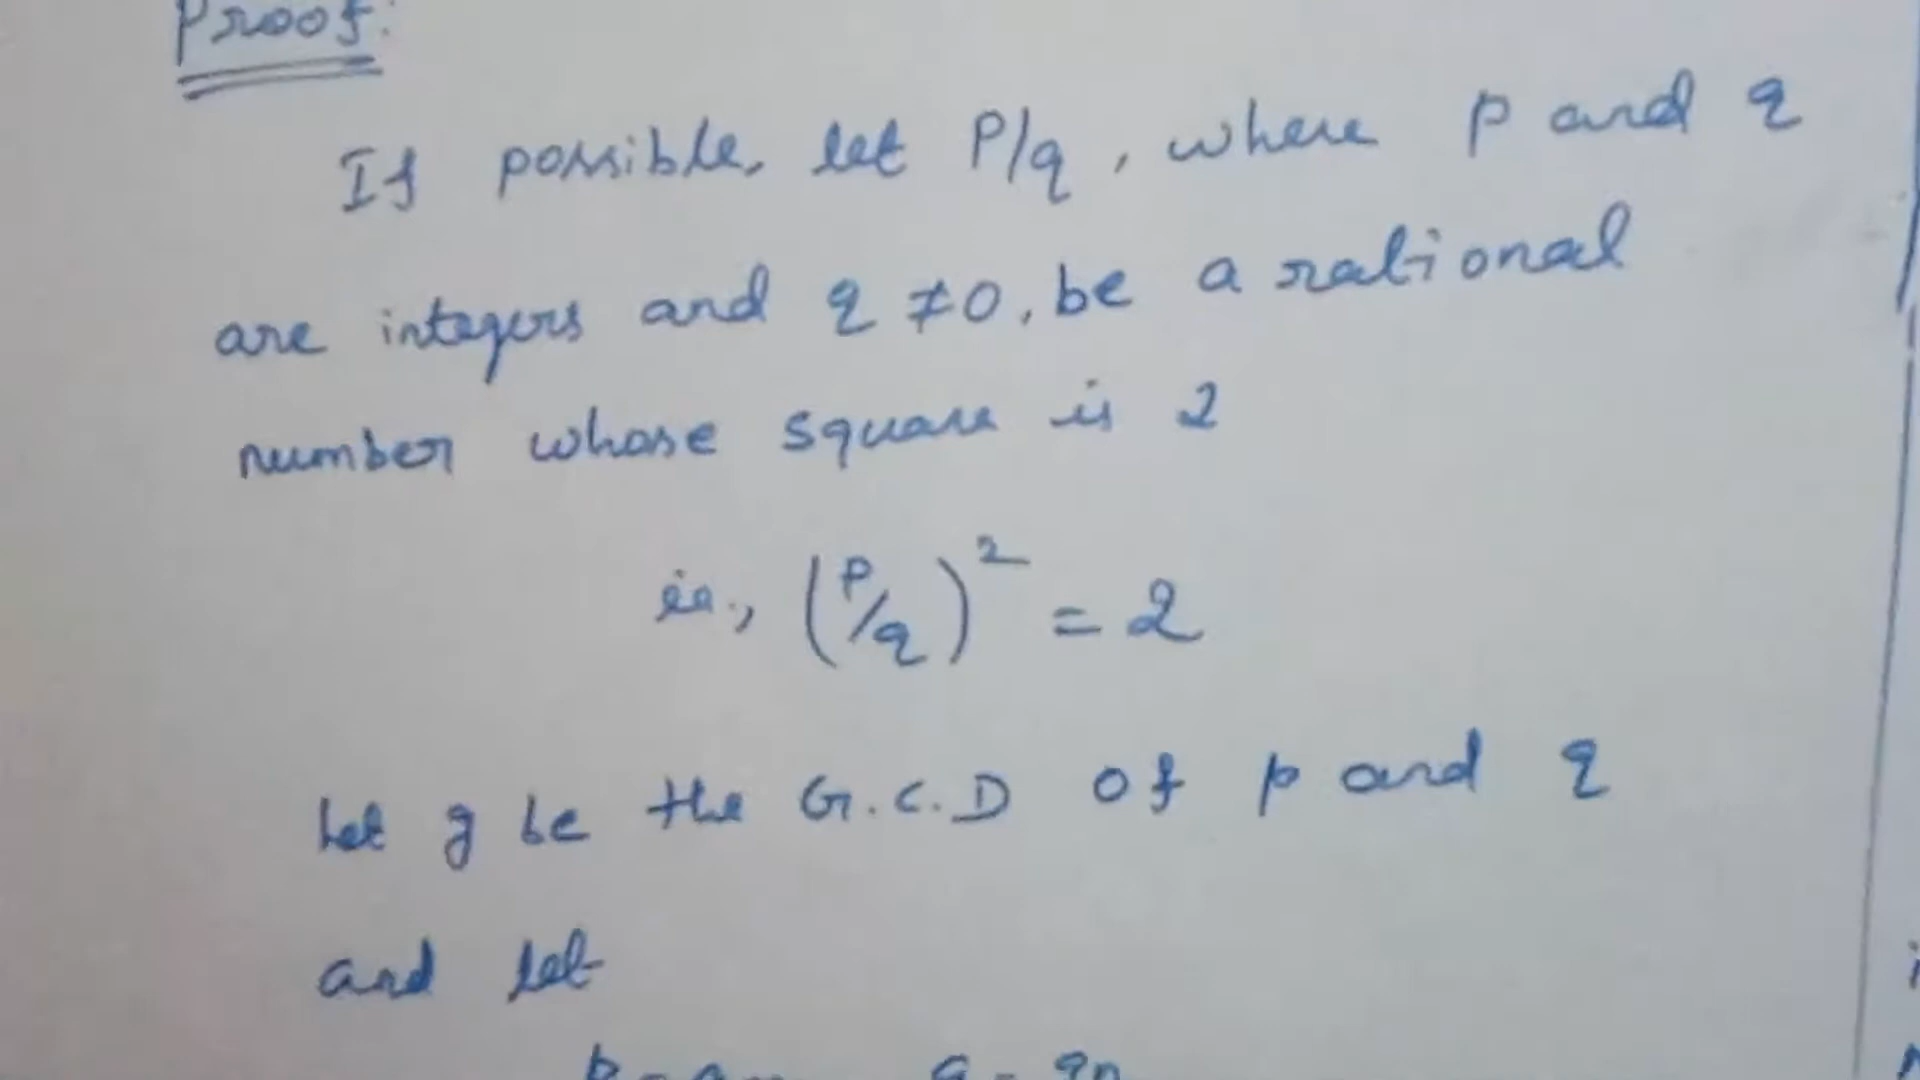 Proof:
If possible, let P/q, where p and q
are integers and q ≠0, be a rational
number whose square is 2
ie., (P/q)² = 2
Let g be the G.C.D of p and q
and let